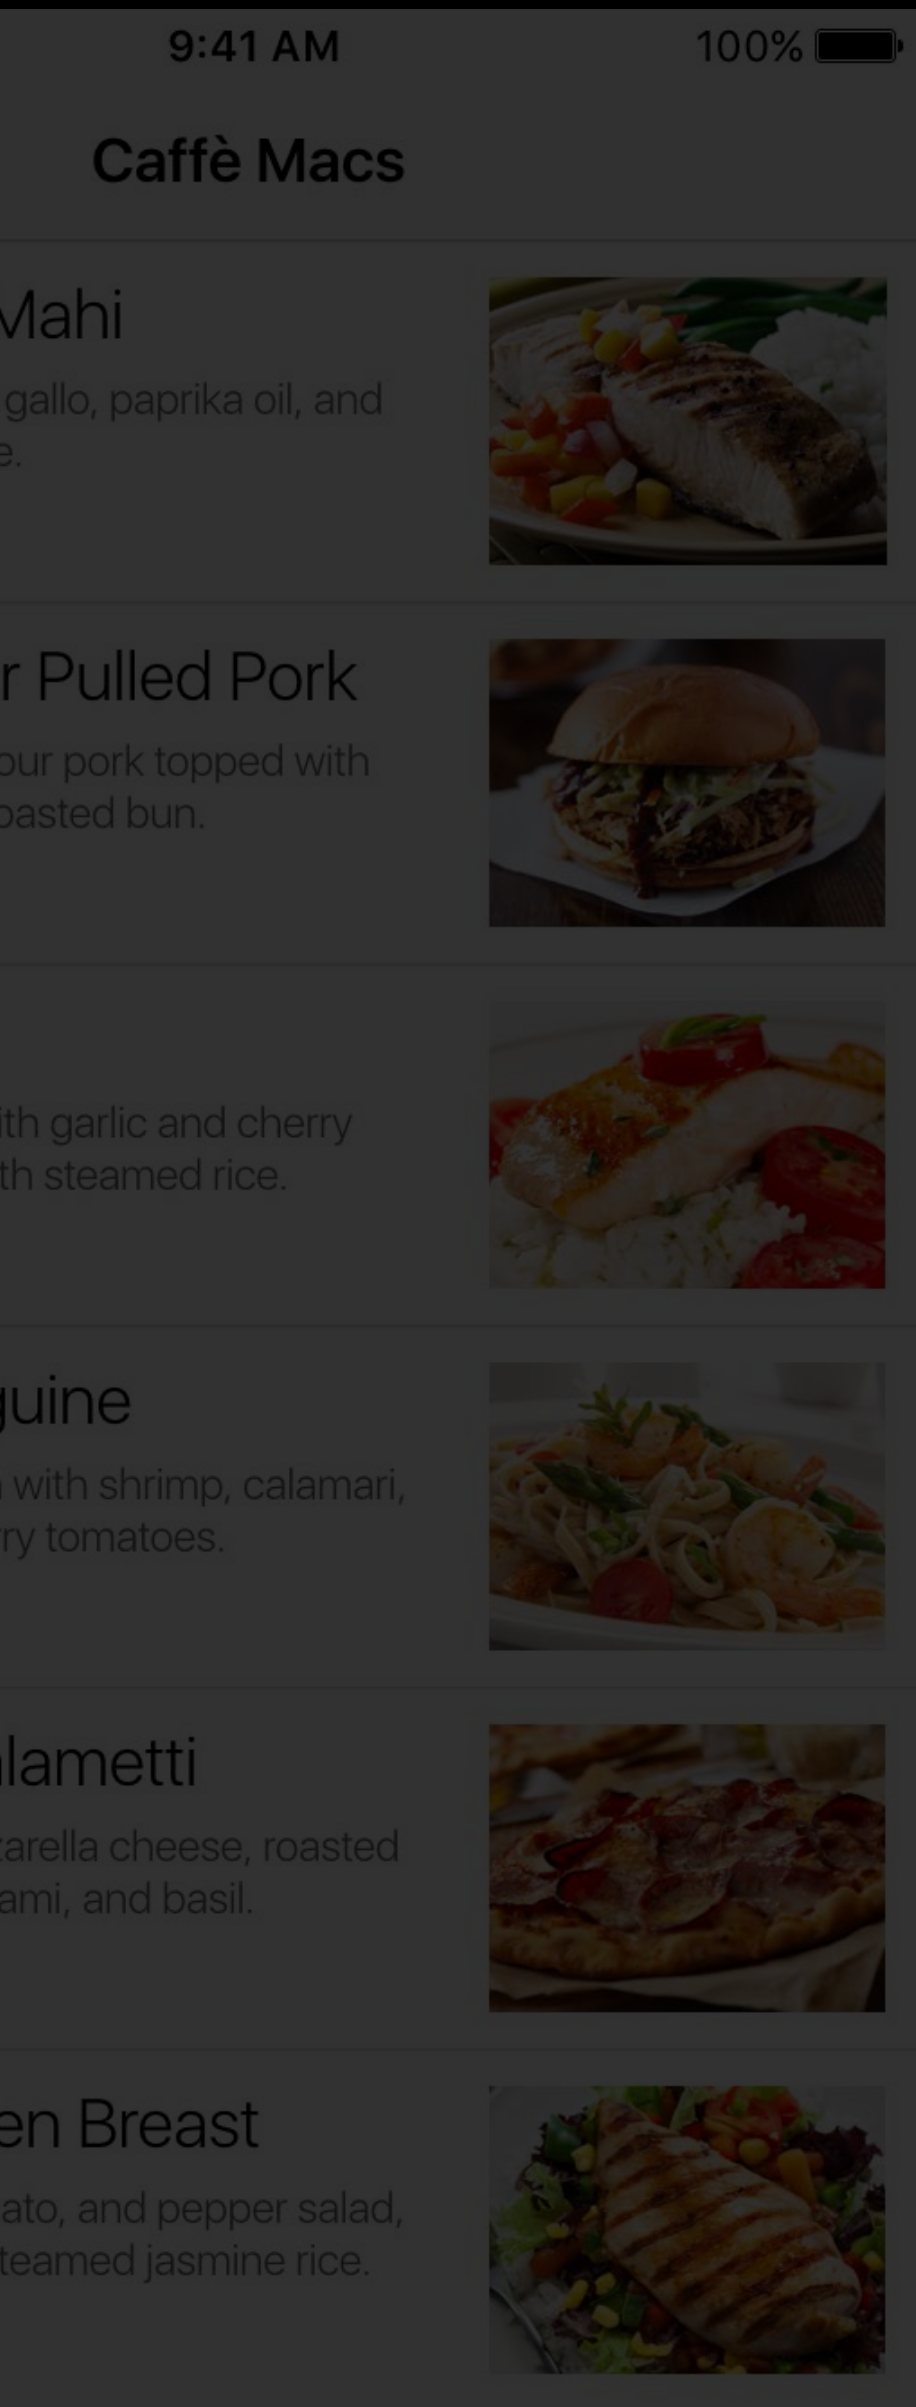 9:41 AM 100%
Caffè Macs
Mahi
gallo, paprika oil, and
e.
r Pulled Pork
our pork topped with
oasted bun.
ith garlic and cherry
th steamed rice.
guine
with shrimp, calamari,
rry tomatoes.
lametti
zarella cheese, roasted
ami, and basil.
en Breast
ato, and pepper salad,
teamed jasmine rice.